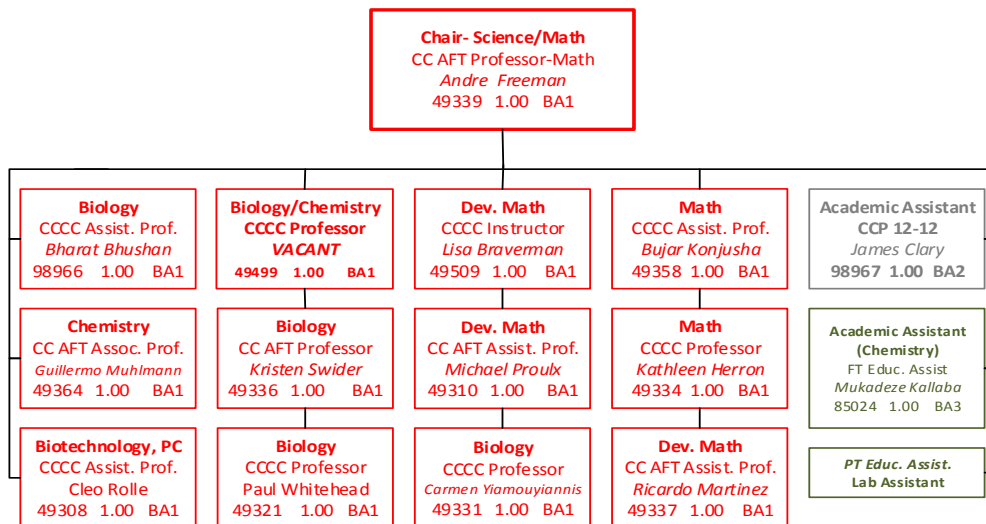 Chair- Science/Math
CC AFT Professor-Math
Andre Freeman
49339 1.00 BA1
Biology
CCCC Assist. Prof.
Bharat Bhushan
98966 1.00 BA1
Biology/Chemistry
CCCC Professor
VACANT
49499 1.00 BA1
Dev. Math
CCCC Instructor
Lisa Braverman
49509 1.00 BA1
Math
CCCC Assist. Prof.
Bujar Konjusha
49358 1.00 BA1
Academic Assistant
CCP 12-12
James Clary
98967 1.00 BA2
Chemistry
CC AFT Assoc. Prof.
Guillermo Muhlmann
49364 1.00 BA1
Biology
CC AFT Professor
Kristen Swider
49336 1.00 BA1
Dev. Math
CC AFT Assist. Prof.
Michael Proulx
49310 1.00 BA1
Math
CCCC Professor
Kathleen Herron
49334 1.00 BA1
Academic Assistant
(Chemistry)
FT Educ. Assist
Mukadeze Kallaba
85024 1.00 BA3
Biotechnology, PC
CCCC Assist. Prof.
Cleo Rolle
49308 1.00 BA1
Biology
CCCC Professor
Paul Whitehead
49321 1.00 BA1
Biology
CCCC Professor
Carmen Yiamouyiannis
49331 1.00 BA1
Dev. Math
CC AFT Assist. Prof.
Ricardo Martinez
49337 1.00 BA1
PT Educ. Assist.
Lab Assistant